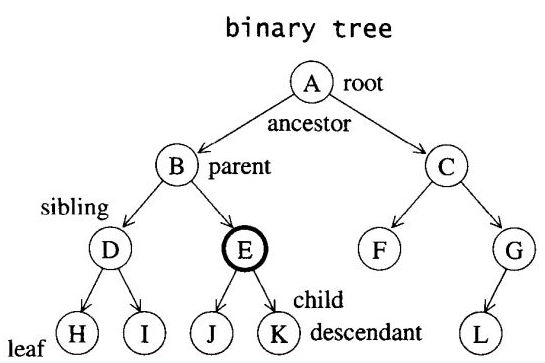 binary tree
A root
ancestor
B parent C
sibling
D E F G
child
leaf H I J K descendant L